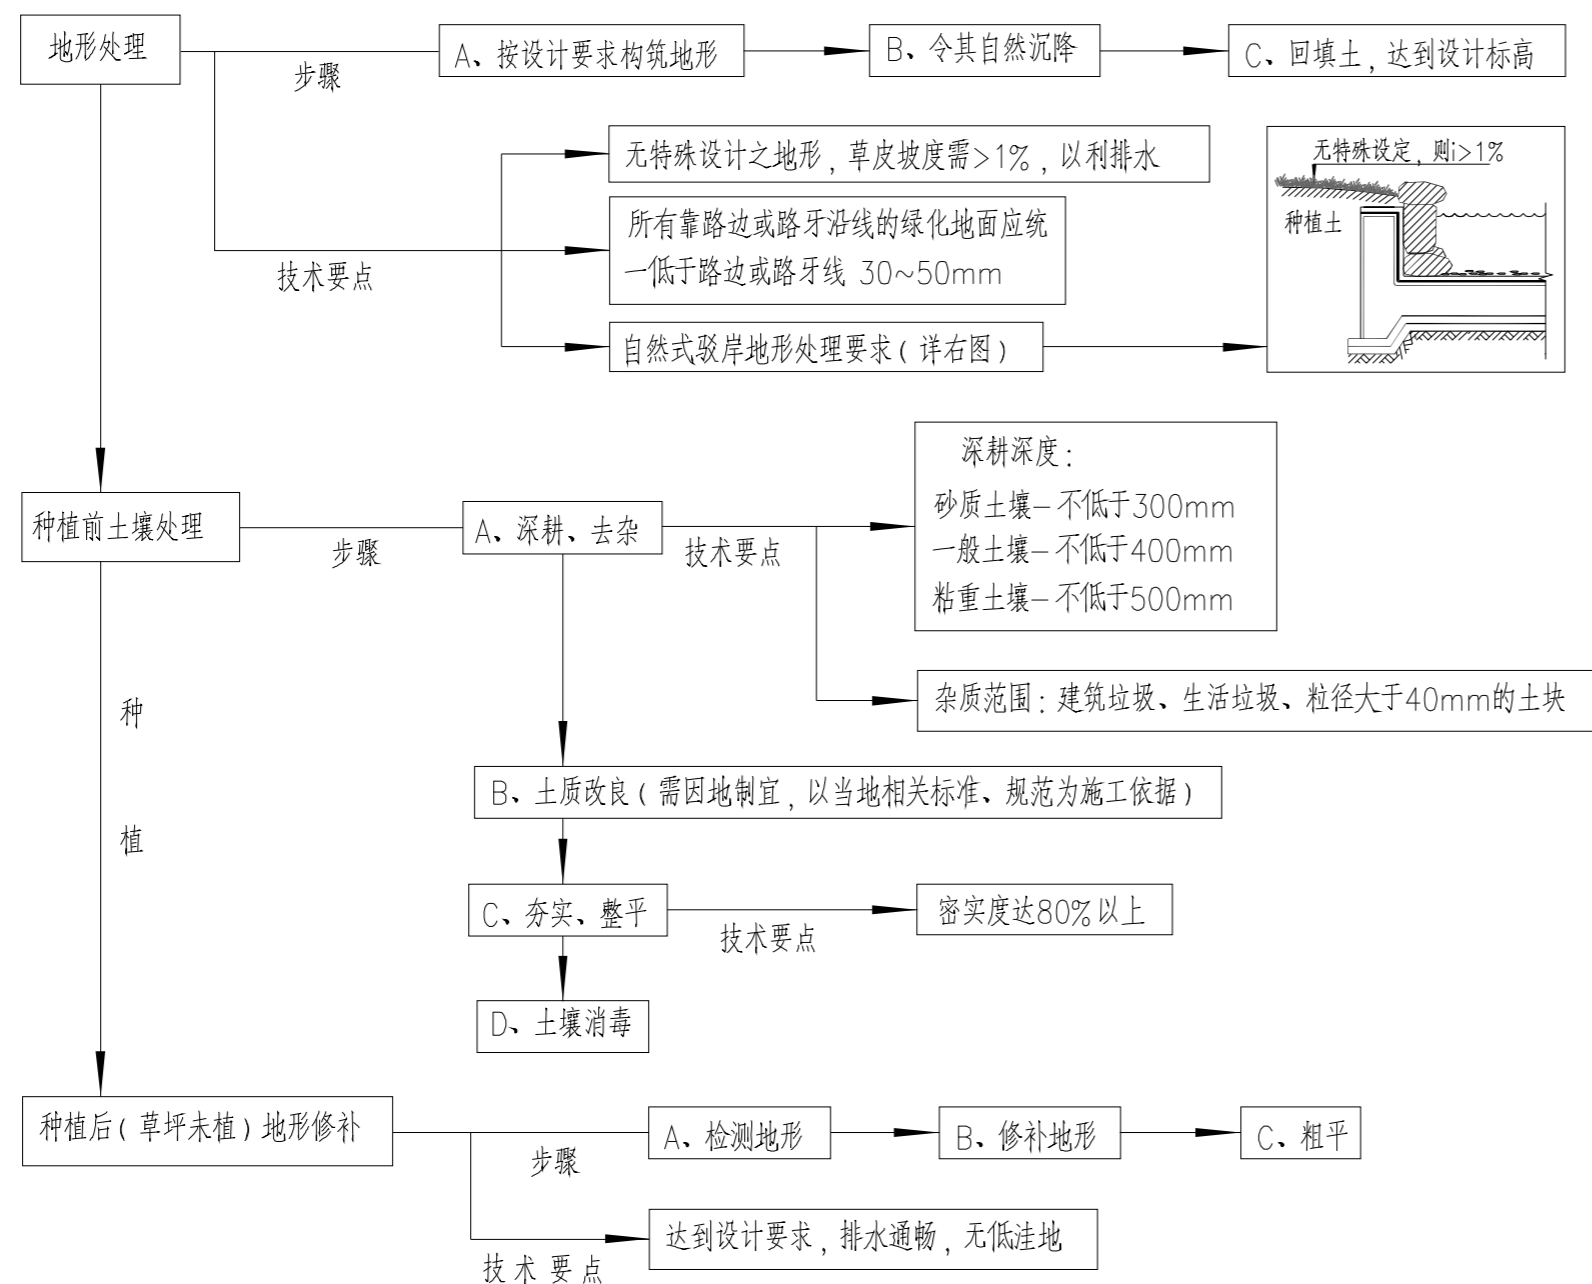 地形处理
步骤
A、按设计要求构筑地形
B、令其自然沉降
C、回填土，达到设计标高
技术要点
无特殊设计之地形，草皮坡度需>1%，以利排水
所有靠路边或路牙沿线的绿化地面应统
一低于路边或路牙线 30~50mm
自然式驳岸地形处理要求(详右图)
无特殊设定，则i>1%
种植土
种植前土壤处理
步骤
A、深耕、去杂
技术要点
深耕深度：
砂质土壤—不低于300mm
一般土壤—不低于400mm
粘重土壤—不低于500mm
杂质范围：建筑垃圾、生活垃圾、粒径大于40mm的土块
B、土质改良(需因地制宜，以当地相关标准、规范为施工依据)
C、夯实、整平
技术要点
密实度达80%以上
D、土壤消毒
种
植
种植后(草坪未植)地形修补
步骤
A、检测地形
B、修补地形
C、粗平
技术要点
达到设计要求，排水通畅，无低洼地